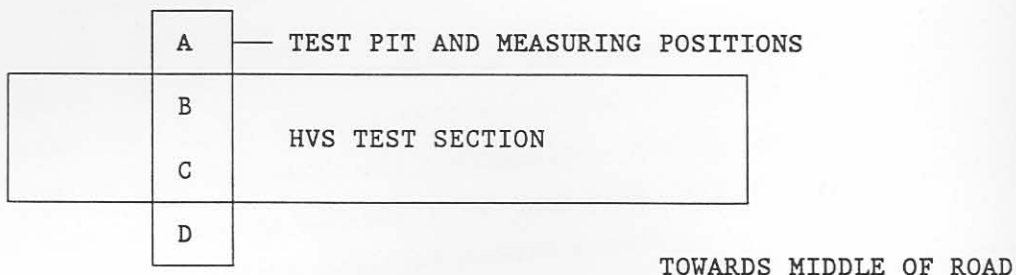 A TEST PIT AND MEASURING POSITIONS
B
HVS TEST SECTION
C
D
TOWARDS MIDDLE OF ROAD